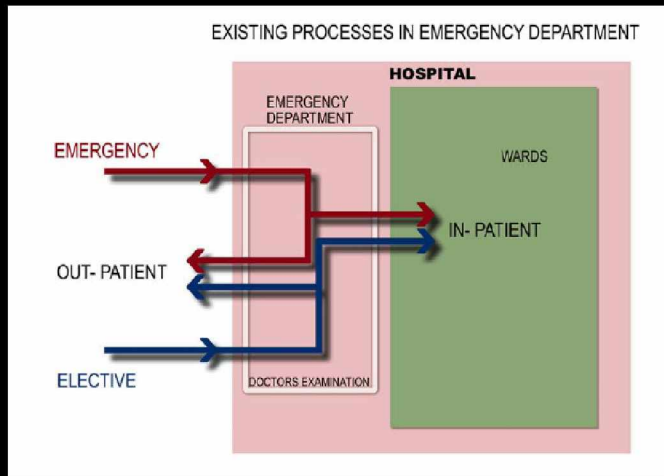 EXISTING PROCESSES IN EMERGENCY DEPARTMENT
HOSPITAL
EMERGENCY
DEPARTMENT
EMERGENCY
WARDS
IN- PATIENT
OUT- PATIENT
ELECTIVE
DOCTORS EXAMINATION